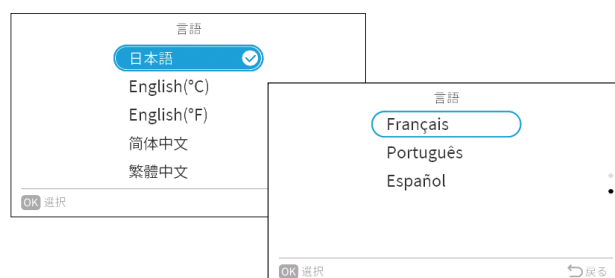 言語
日本語
English(°C)
English(°F)
简体中文
繁體中文
OK 選択
言語
Français
Português
Español
OK 選択
戻る